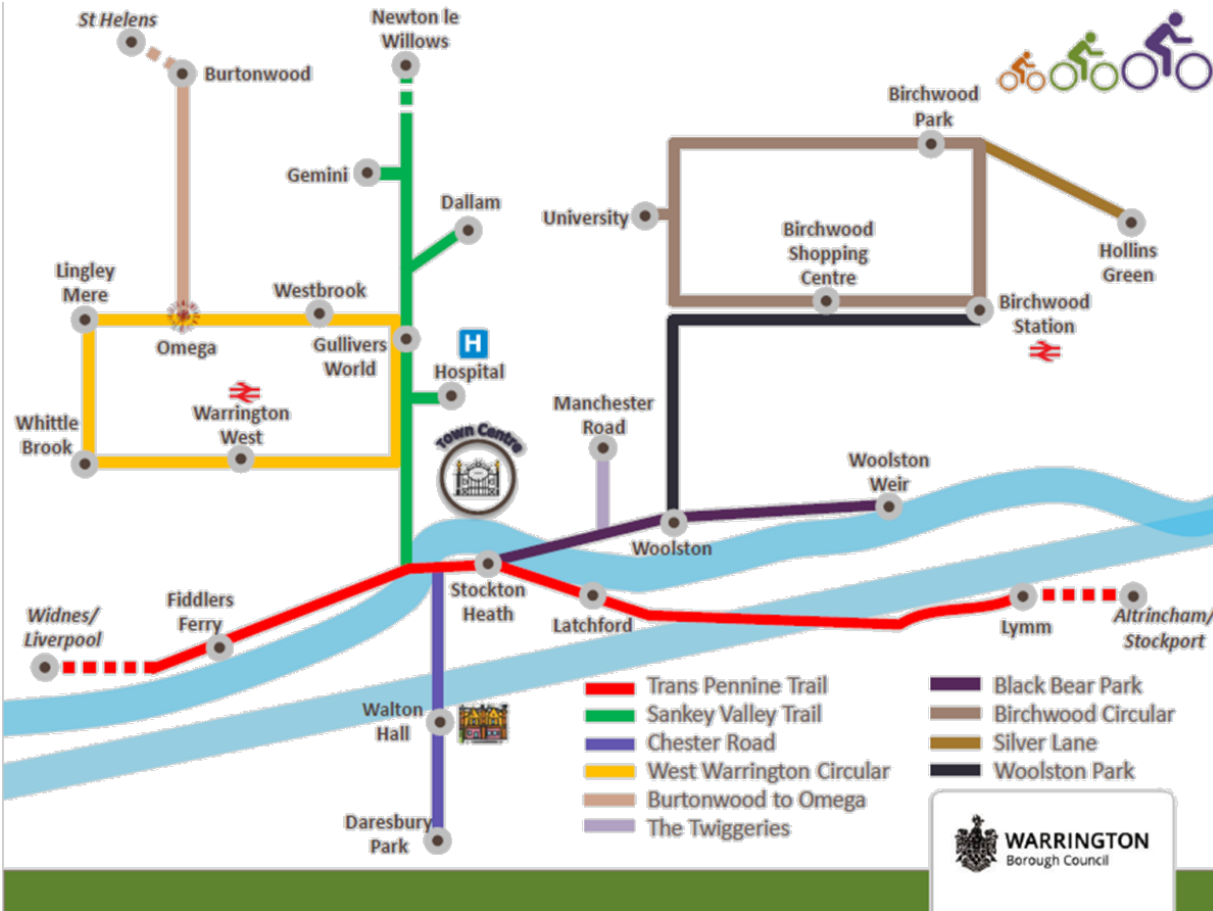 St Helens
Burtonwood
Newton le
Willows
Gemini
Dallam
Lingley
Mere
Westbrook
Omega
Gullivers
World
H
Hospital
Whittle
Brook
Warrington
West
Town Centre
Birchwood
Park
University
Birchwood
Shopping
Centre
Hollins
Green
Birchwood
Station
Manchester
Road
Woolston
Weir
Woolston
Stockton
Heath
Fiddlers
Ferry
Widnes/
Liverpool
Latchford
Lymm
Altrincham/
Stockport
Walton
Hall
Daresbury
Park
Trans Pennine Trail
Sankey Valley Trail
Chester Road
West Warrington Circular
Burtonwood to Omega
The Twiggeries
Black Bear Park
Birchwood Circular
Silver Lane
Woolston Park
WARRINGTON
Borough Council